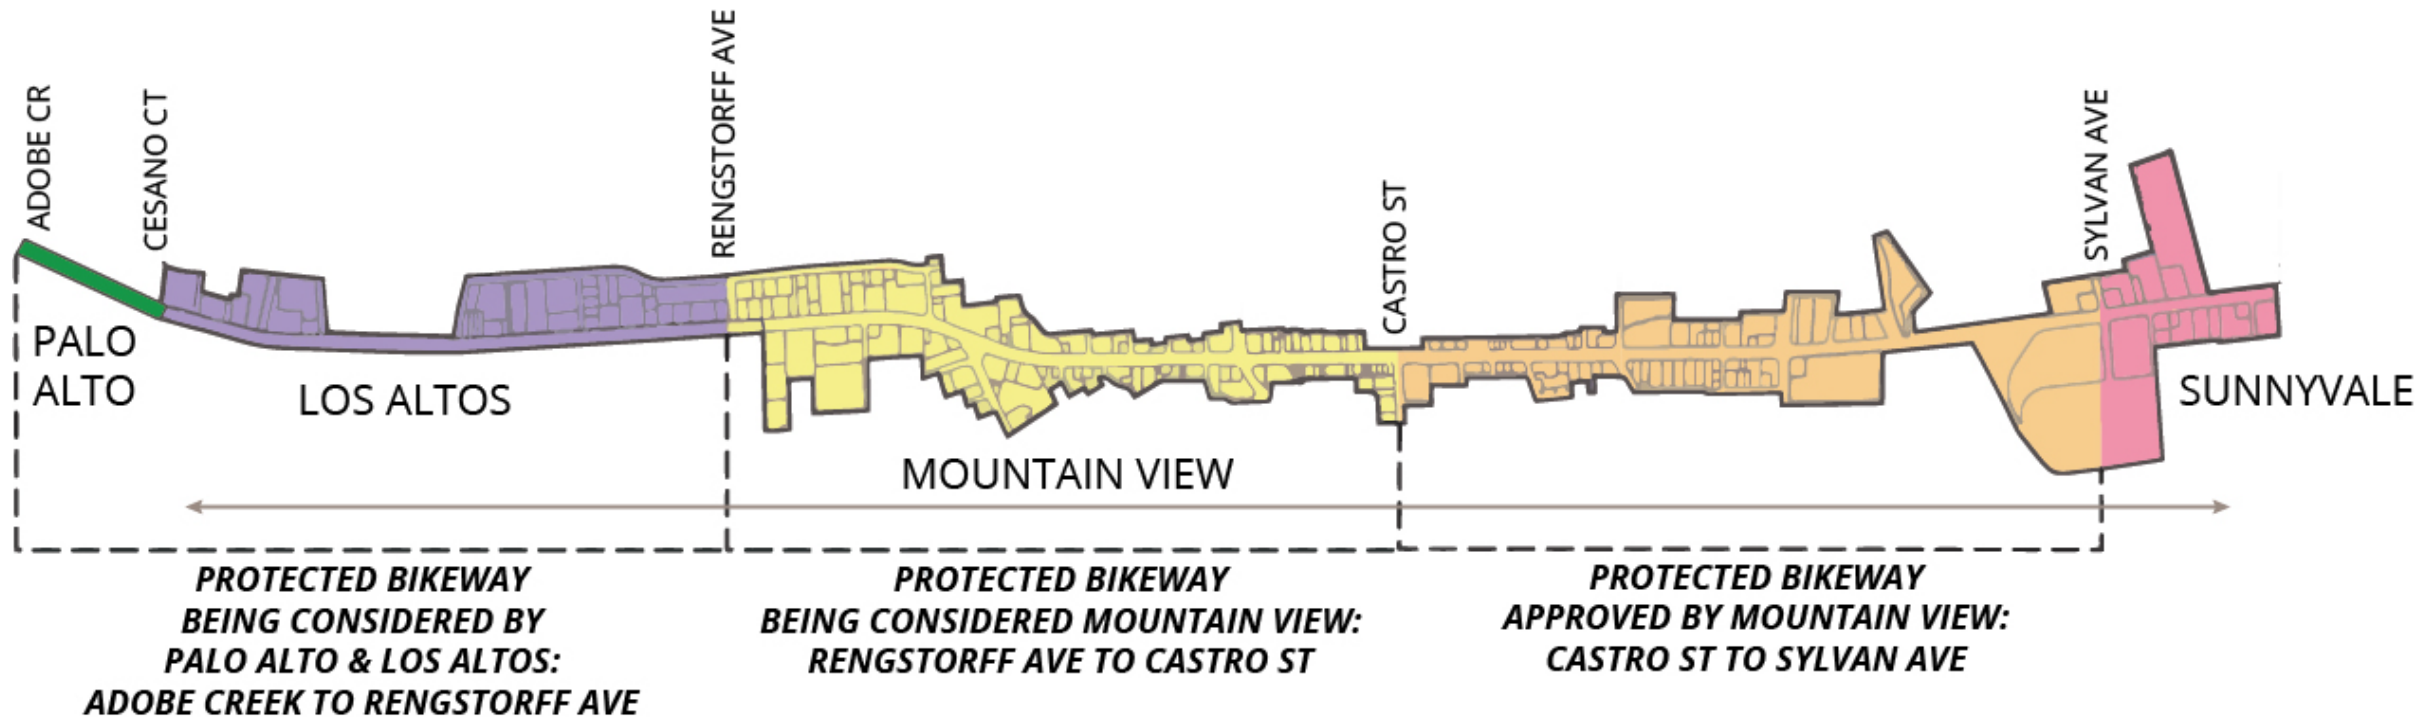 ADOBE CR
CESANO CT
RENGSTORFF AVE
CASTRO ST
SYLVAN AVE
PALO
ALTO
LOS ALTOS
MOUNTAIN VIEW
SUNNYVALE
PROTECTED BIKEWAY
BEING CONSIDERED BY
PALO ALTO & LOS ALTOS:
ADOBE CREEK TO RENGSTORFF AVE
PROTECTED BIKEWAY
BEING CONSIDERED MOUNTAIN VIEW:
RENGSTORFF AVE TO CASTRO ST
PROTECTED BIKEWAY
APPROVED BY MOUNTAIN VIEW:
CASTRO ST TO SYLVAN AVE